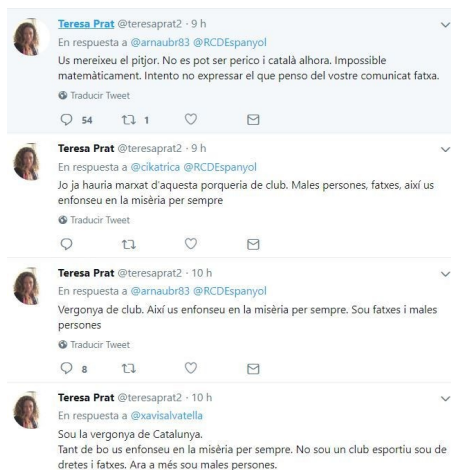 Teresa Prat @teresaprat2 · 9 h
En respuesta a @arnaubr83 @RCDEspanyol
Us mereixeu el pitjor. No es pot ser perico i català alhora. Impossible
matemàticament. Intento no expressar el que penso del vostre comunicat fatxa.
Traducir Tweet
54 1
Teresa Prat @teresaprat2 · 9 h
En respuesta a @cikatrica @RCDEspanyol
Jo ja hauria marxat d'aquesta porqueria de club. Males persones, fatxes, així us
enfonseu en la misèria per sempre
Traducir Tweet
Teresa Prat @teresaprat2 · 10 h
En respuesta a @arnaubr83 @RCDEspanyol
Vergonya de club. Així us enfonseu en la misèria per sempre. Sou fatxes i males
persones
Traducir Tweet
8
Teresa Prat @teresaprat2 · 10 h
En respuesta a @xavisalvatella
Sou la vergonya de Catalunya.
Tant de bo us enfonseu en la misèria per sempre. No sou un club esportiu sou de
dretes i fatxes. Ara a més sou males persones.